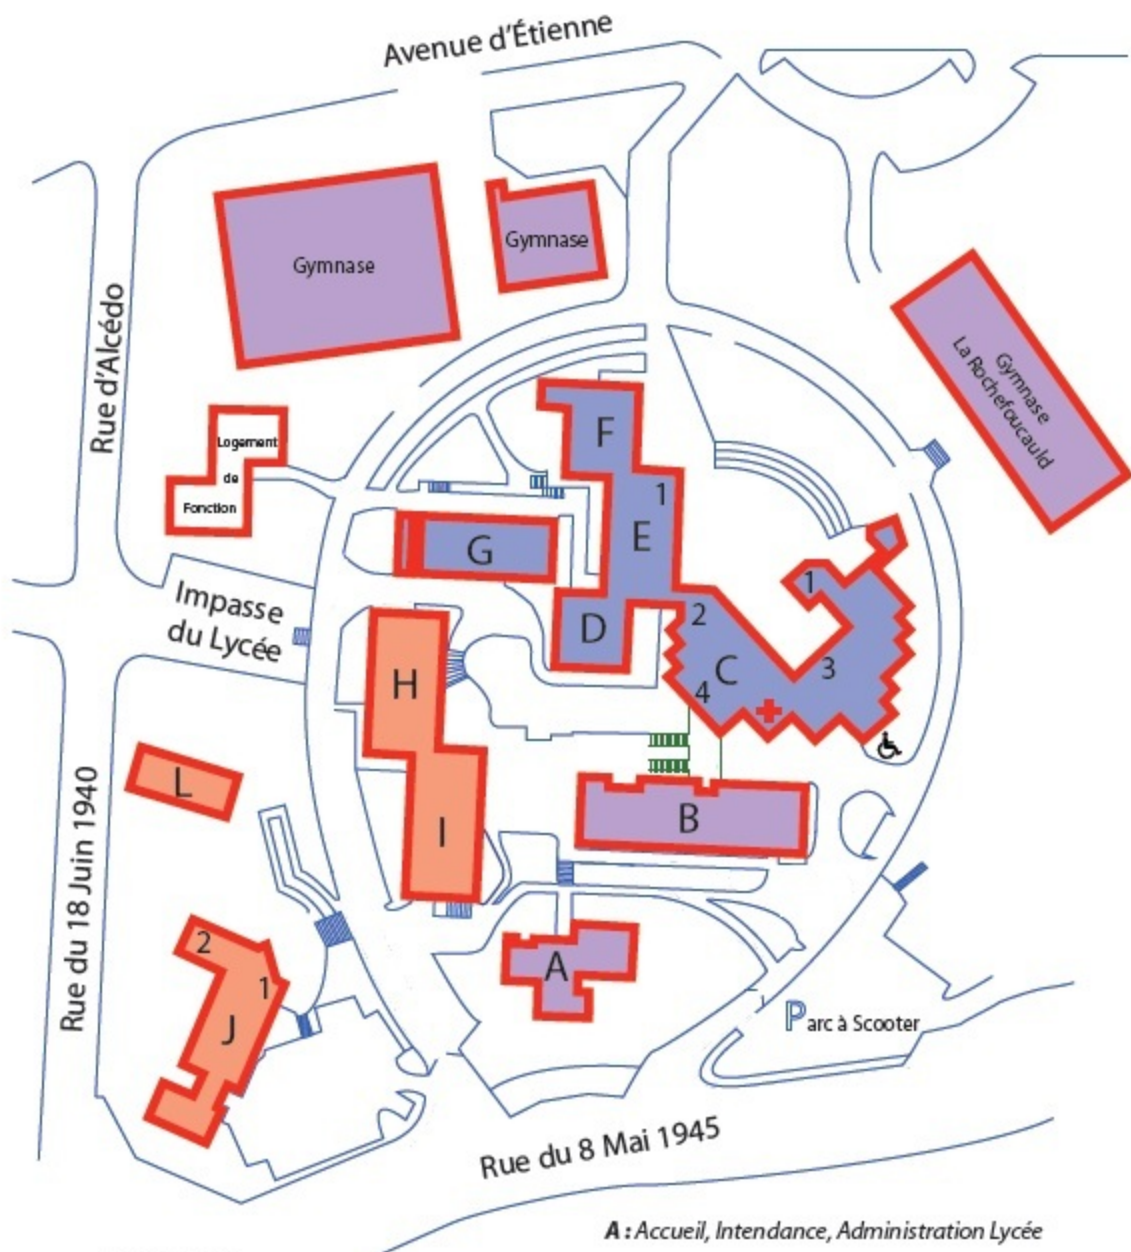 Avenue d'Étienne
Gymnase
Gymnase
Rue d'Alcédo
Gymnase
La Rochefoucauld
Logement
de
Fonction
F
1
E
G
D
1
2
C
3
4
Impasse
du Lycée
H
L
I
B
Rue du 18 Juin 1940
2
1
J
A
Parc à Scooter
Rue du 8 Mai 1945
A : Accueil, Intendance, Administration Lycée